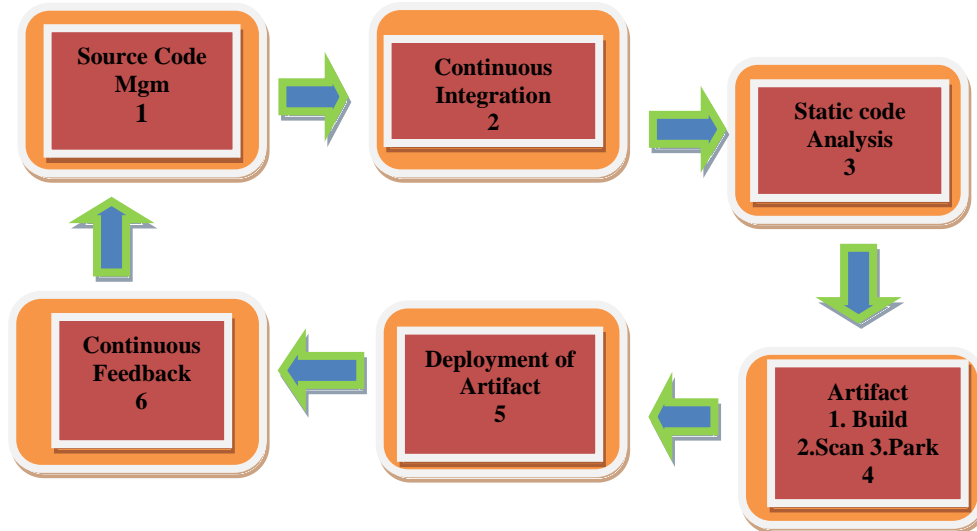 Source Code
Mgm
1
Continuous
Integration
2
Static code
Analysis
3
Artifact
1. Build
2.Scan 3.Park
4
Deployment of
Artifact
5
Continuous
Feedback
6